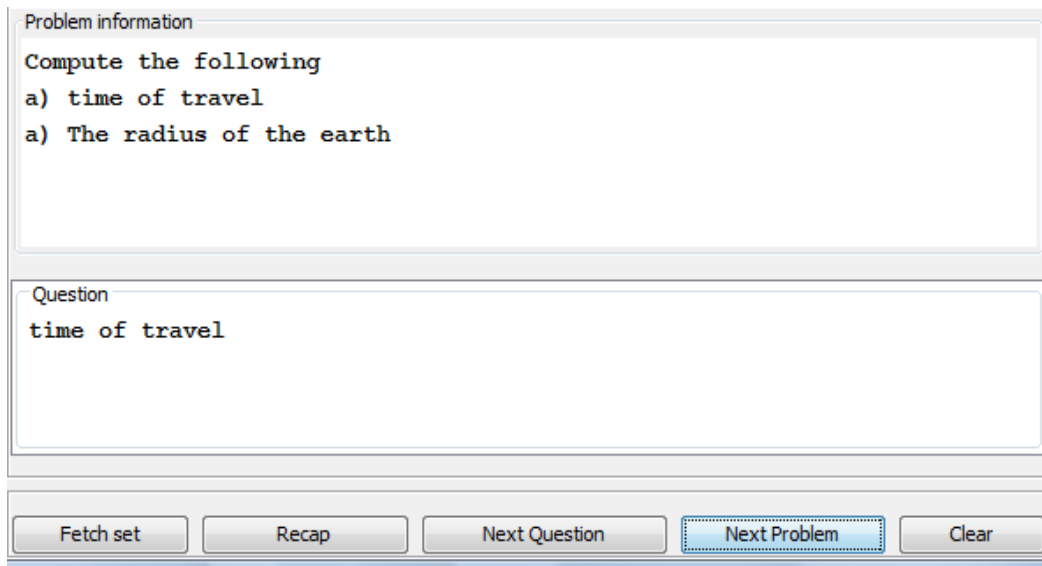 Problem information
Compute the following
a) time of travel
a) The radius of the earth
Question
time of travel
Fetch set
Recap
Next Question
Next Problem
Clear